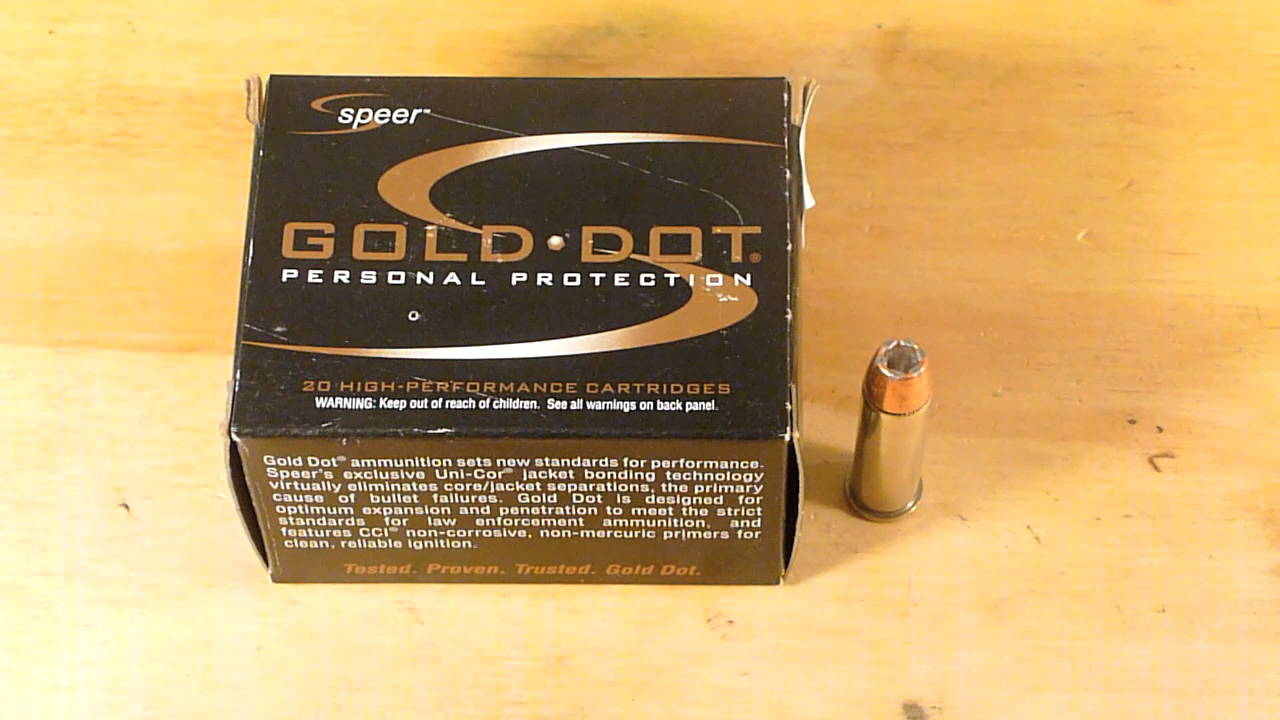 speer™
GOLD•DOT®
PERSONAL PROTECTION
20 HIGH-PERFORMANCE CARTRIDGES
WARNING: Keep out of reach of children. See all warnings on back panel.
Gold Dot® ammunition sets new standards for performance.
Speer's exclusive Uni-Cor® jacket bonding technology
virtually eliminates core/jacket separations, the primary
cause of bullet failures. Gold Dot is designed for
optimum expansion and penetration to meet the strict
standards for law enforcement ammunition, and
features CCI® non-corrosive, non-mercuric primers for
clean, reliable ignition.
Tested. Proven. Trusted. Gold Dot.